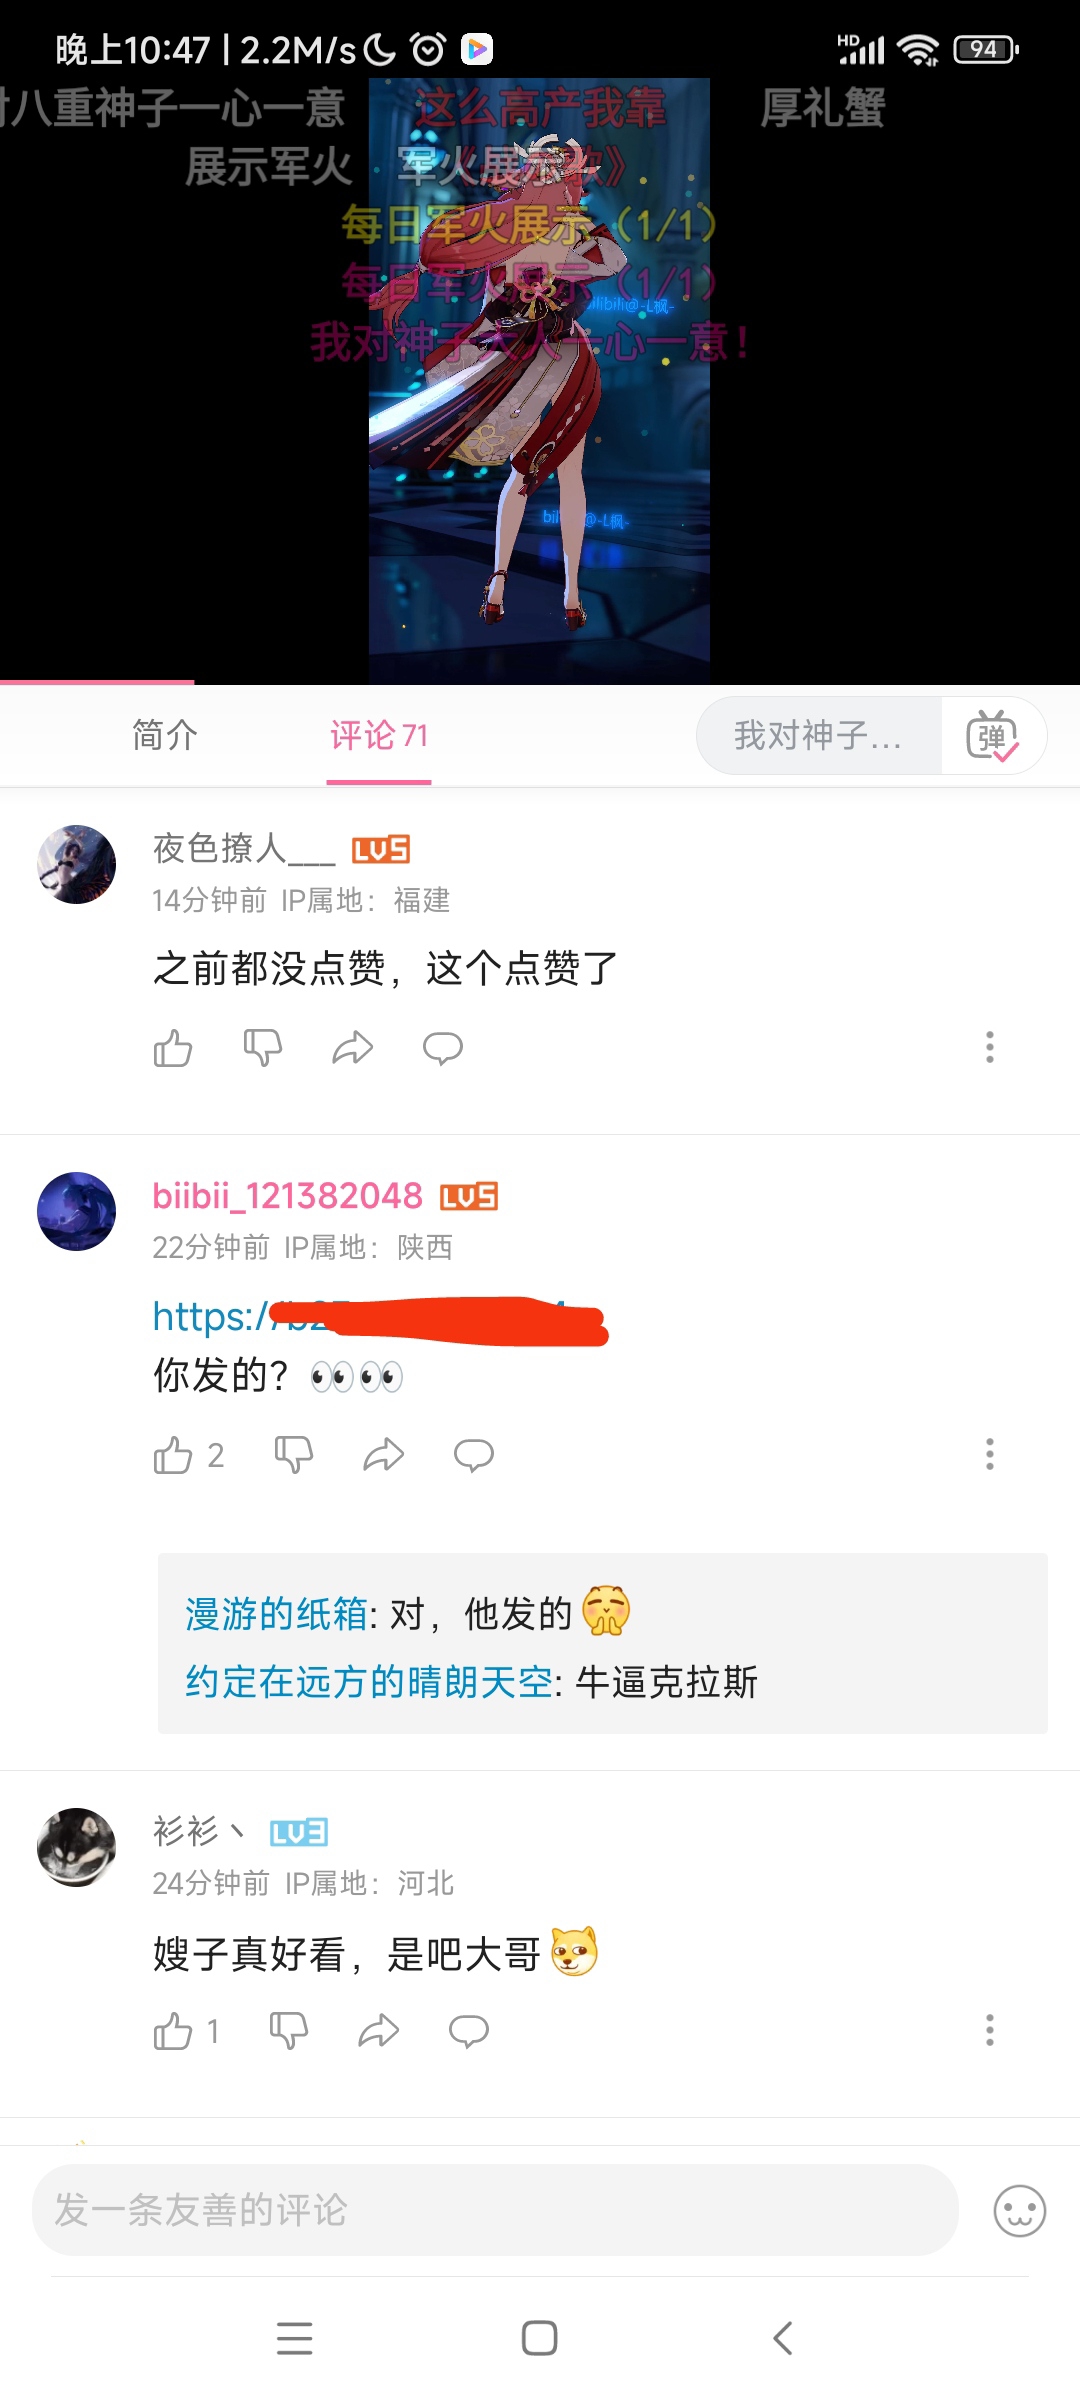 晚上10:47 | 2.2M/s
HD
94
八重神子一心一意
这么高产我靠
厚礼蟹
展示军火
军火展示
歌》
每日军火展示（1/1）
每日军火展示（1/1）
bilibili@-L枫-
我对神子大人一心一意！
@-L枫-
简介
评论 71
我对神子...
弹
夜色撩人___ LV5
14分钟前 IP属地：福建
之前都没点赞，这个点赞了
biibii_121382048 LV5
22分钟前 IP属地：陕西
https://
你发的？
2
漫游的纸箱: 对，他发的
约定在远方的晴朗天空: 牛逼克拉斯
衫衫丶 LV3
24分钟前 IP属地：河北
嫂子真好看，是吧大哥
1
发一条友善的评论